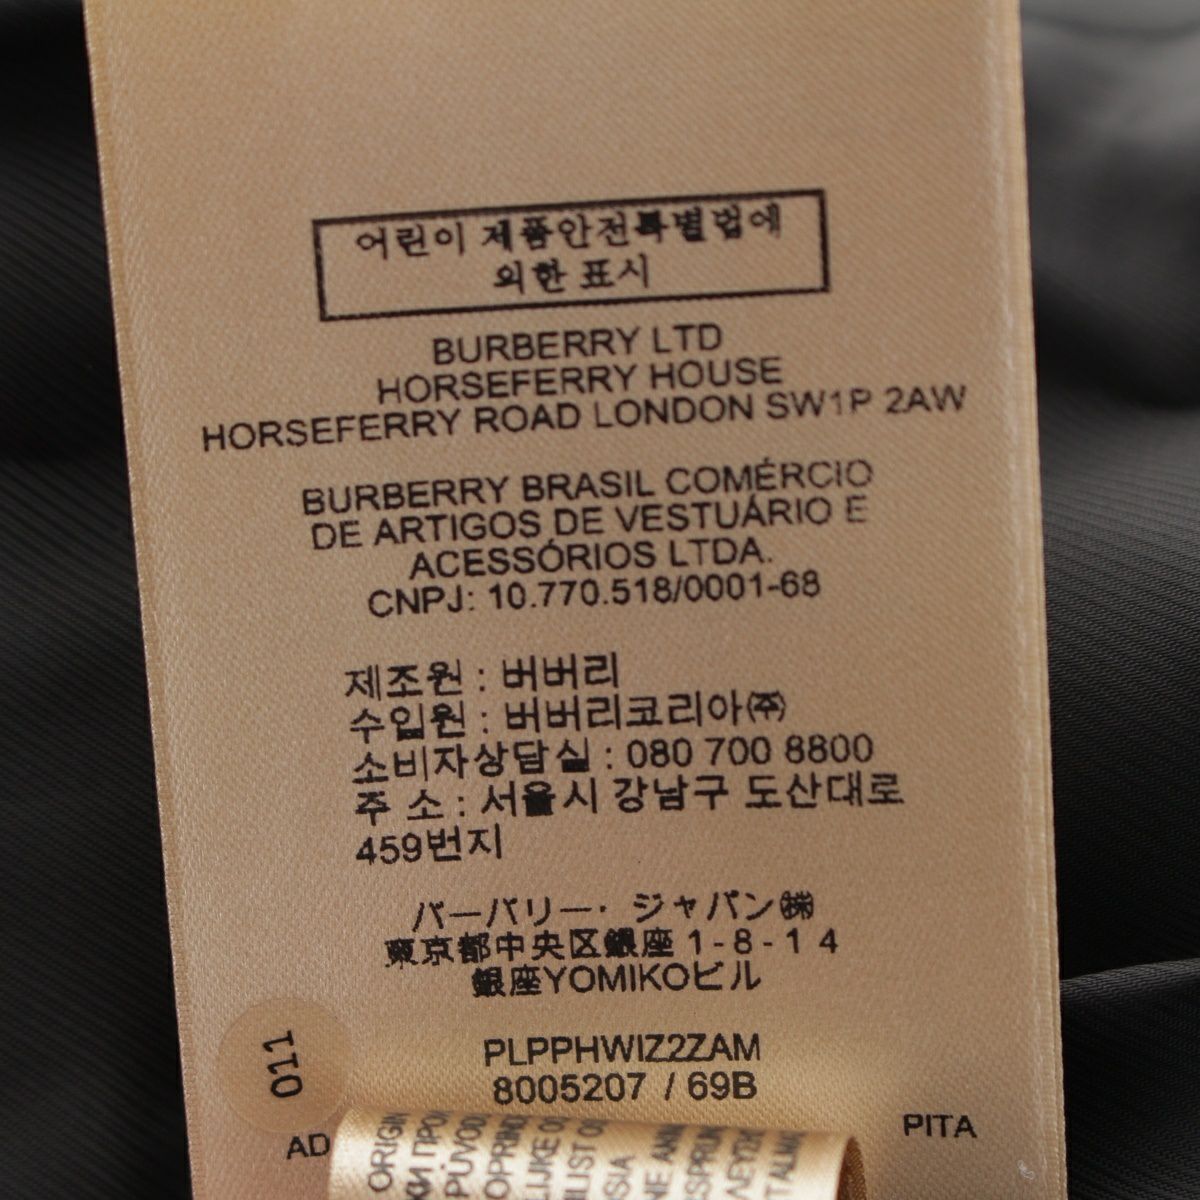 어린이 제품안전특별법에
의한 표시
BURBERRY LTD
HORSEFERRY HOUSE
HORSEFERRY ROAD LONDON SW1P 2AW
BURBERRY BRASIL COMÉRCIO
DE ARTIGOS DE VESTUÁRIO E
ACESSÓRIOS LTDA.
CNPJ: 10.770.518/0001-68
제조원 : 버버리
수입원 : 버버리코리아㈜
소비자상담실 : 080 700 8800
주 소 : 서울시 강남구 도산대로
459번지
バーバリー・ジャパン㈱
東京都中央区銀座 1-8-14
銀座YOMIKOビル
PLPPHWIZ2ZAM
8005207 / 69B
011
AD
PITA
ORIGIN
PŮVOD